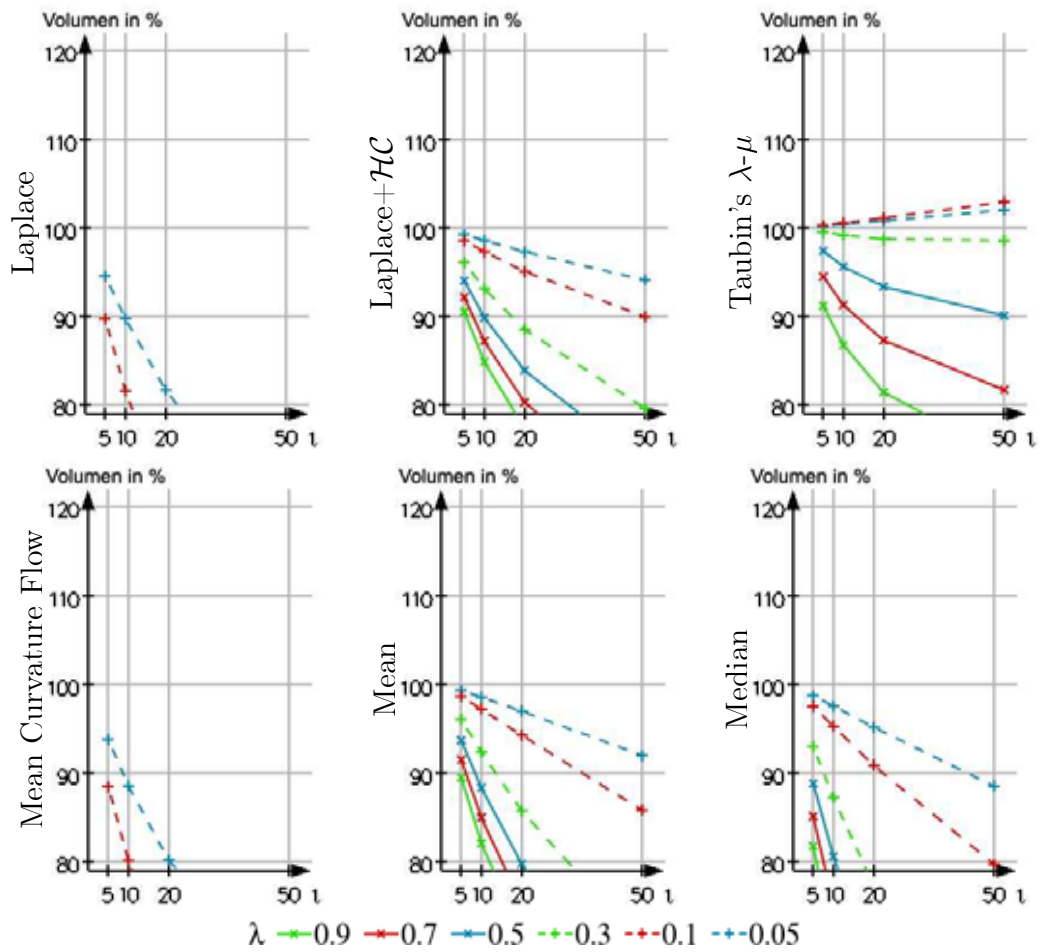 Volumen in %
Volumen in %
Volumen in %
120
120
120
110
110
110
100
100
100
90
90
90
80
80
80
Laplace
Laplace+HC
Taubin's λ-μ
5 10 20 50 ι
5 10 20 50 ι
5 10 20 50 ι
Volumen in %
Volumen in %
Volumen in %
120
120
120
110
110
110
100
100
100
90
90
90
80
80
80
Mean Curvature Flow
Mean
Median
5 10 20 50 ι
5 10 20 50 ι
5 10 20 50 ι
λ 0.9 0.7 0.5 0.3 0.1 0.05